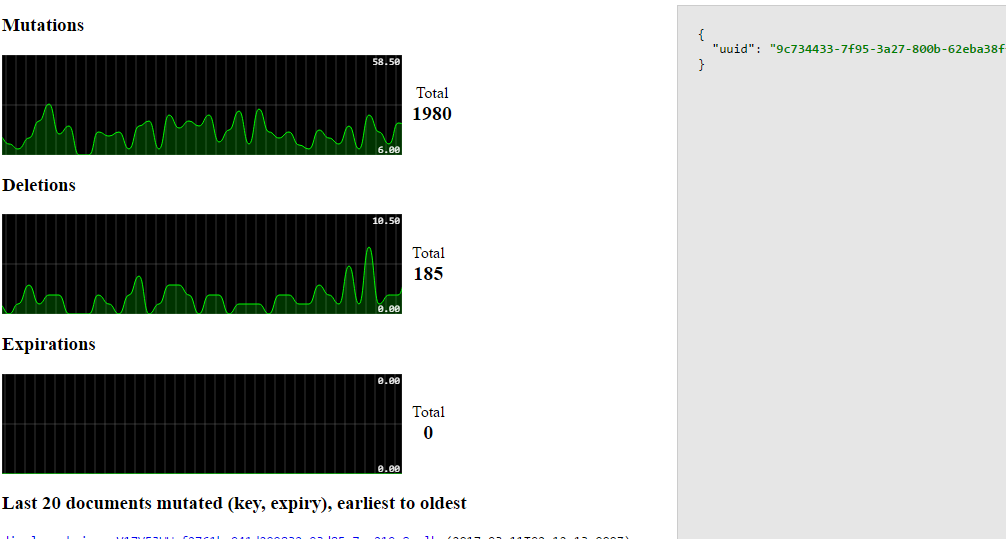 Mutations
58.50
6.00
Total
1980
Deletions
10.50
0.00
Total
185
Expirations
0.00
0.00
Total
0
Last 20 documents mutated (key, expiry), earliest to oldest
{
"uuid": "9c734433-7f95-3a27-800b-62eba38f
}